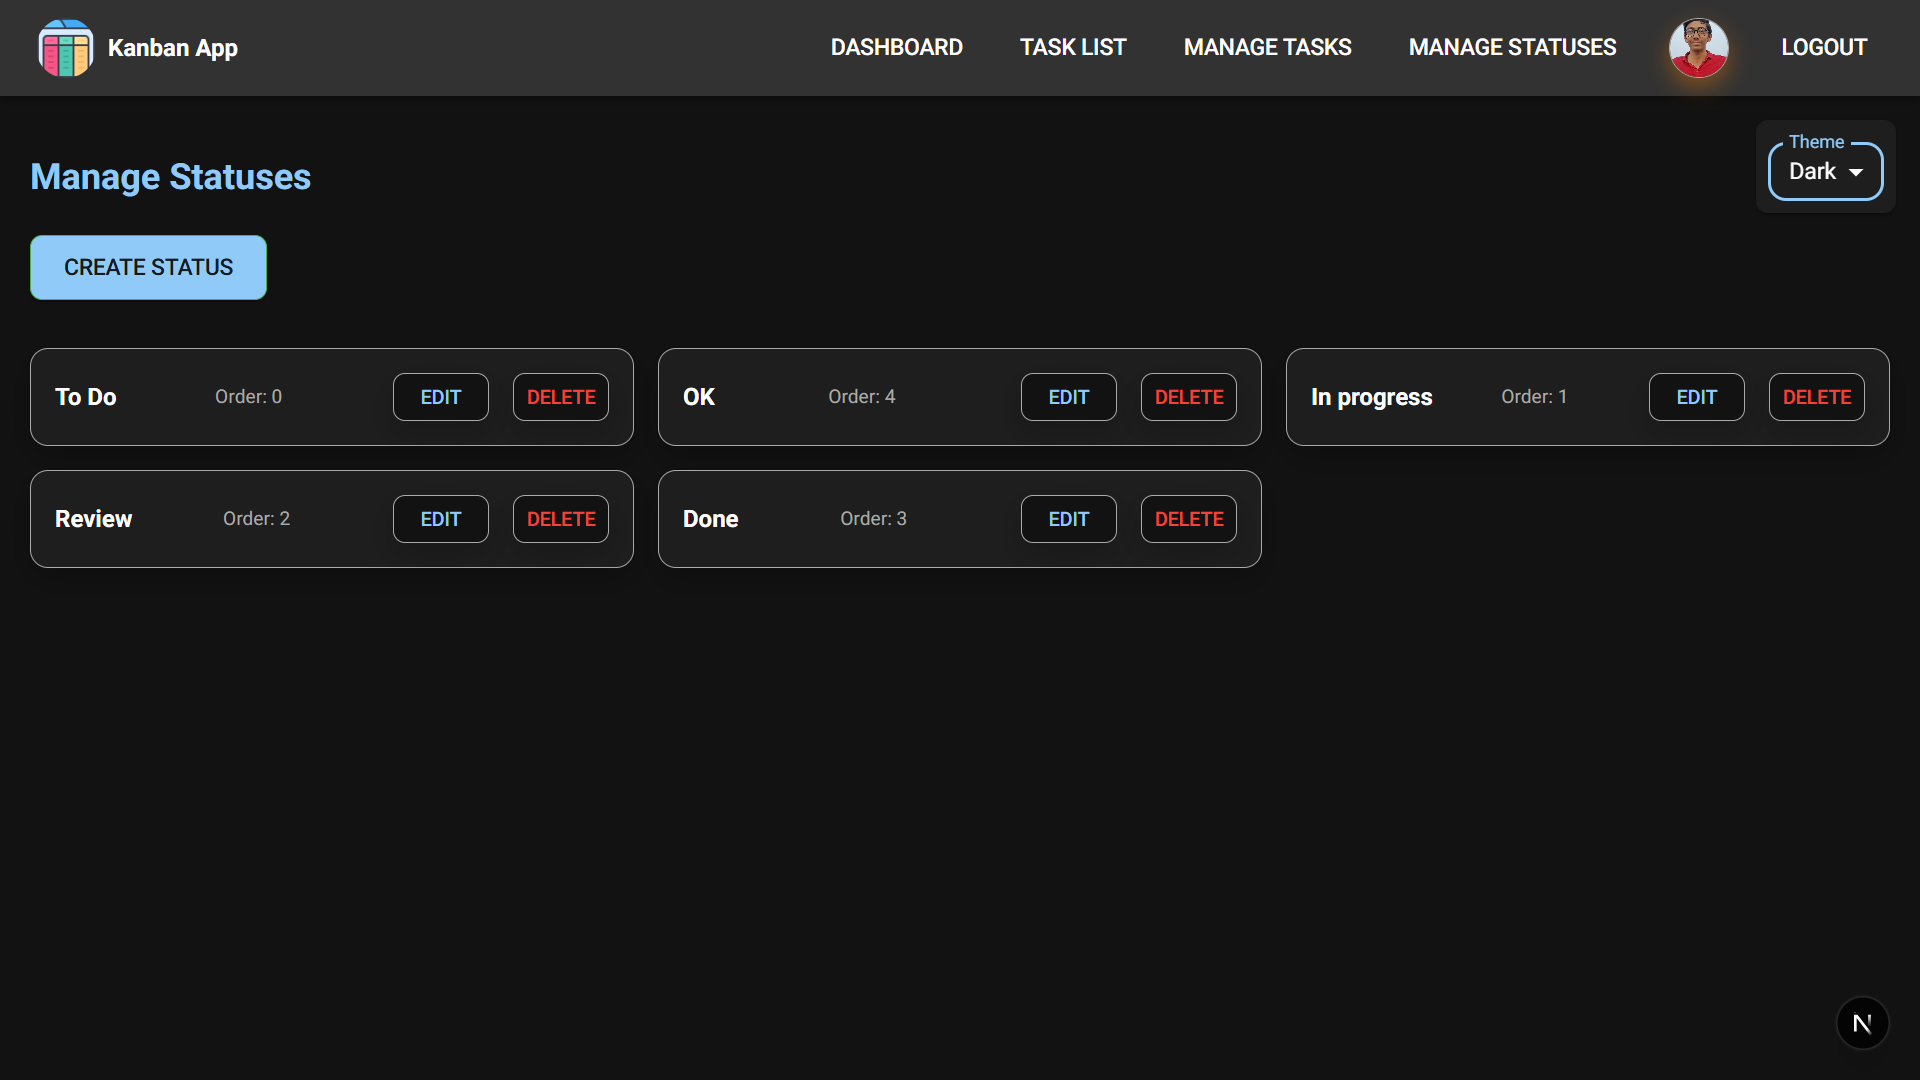 Kanban App
DASHBOARD
TASK LIST
MANAGE TASKS
MANAGE STATUSES
LOGOUT
Theme
Dark
Manage Statuses
CREATE STATUS
To Do Order: 0 EDIT DELETE
OK Order: 4 EDIT DELETE
In progress Order: 1 EDIT DELETE
Review Order: 2 EDIT DELETE
Done Order: 3 EDIT DELETE
N